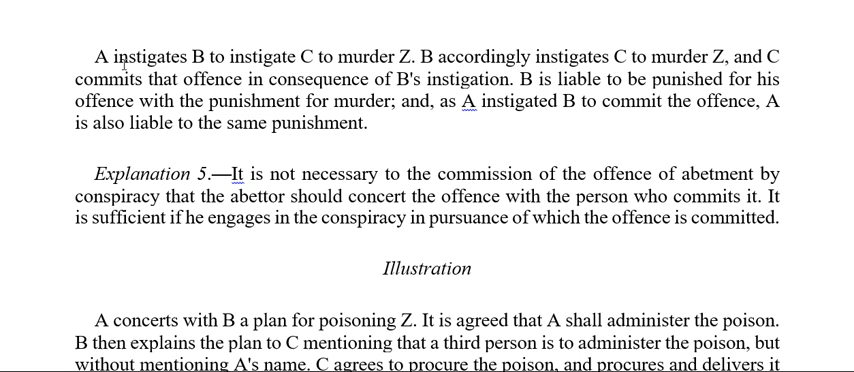 A instigates B to instigate C to murder Z. B accordingly instigates C to murder Z, and C
commits that offence in consequence of B's instigation. B is liable to be punished for his
offence with the punishment for murder; and, as A instigated B to commit the offence, A
is also liable to the same punishment.
Explanation 5.—It is not necessary to the commission of the offence of abetment by
conspiracy that the abettor should concert the offence with the person who commits it. It
is sufficient if he engages in the conspiracy in pursuance of which the offence is committed.
Illustration
A concerts with B a plan for poisoning Z. It is agreed that A shall administer the poison.
B then explains the plan to C mentioning that a third person is to administer the poison, but
without mentioning A's name. C agrees to procure the poison, and procures and delivers it